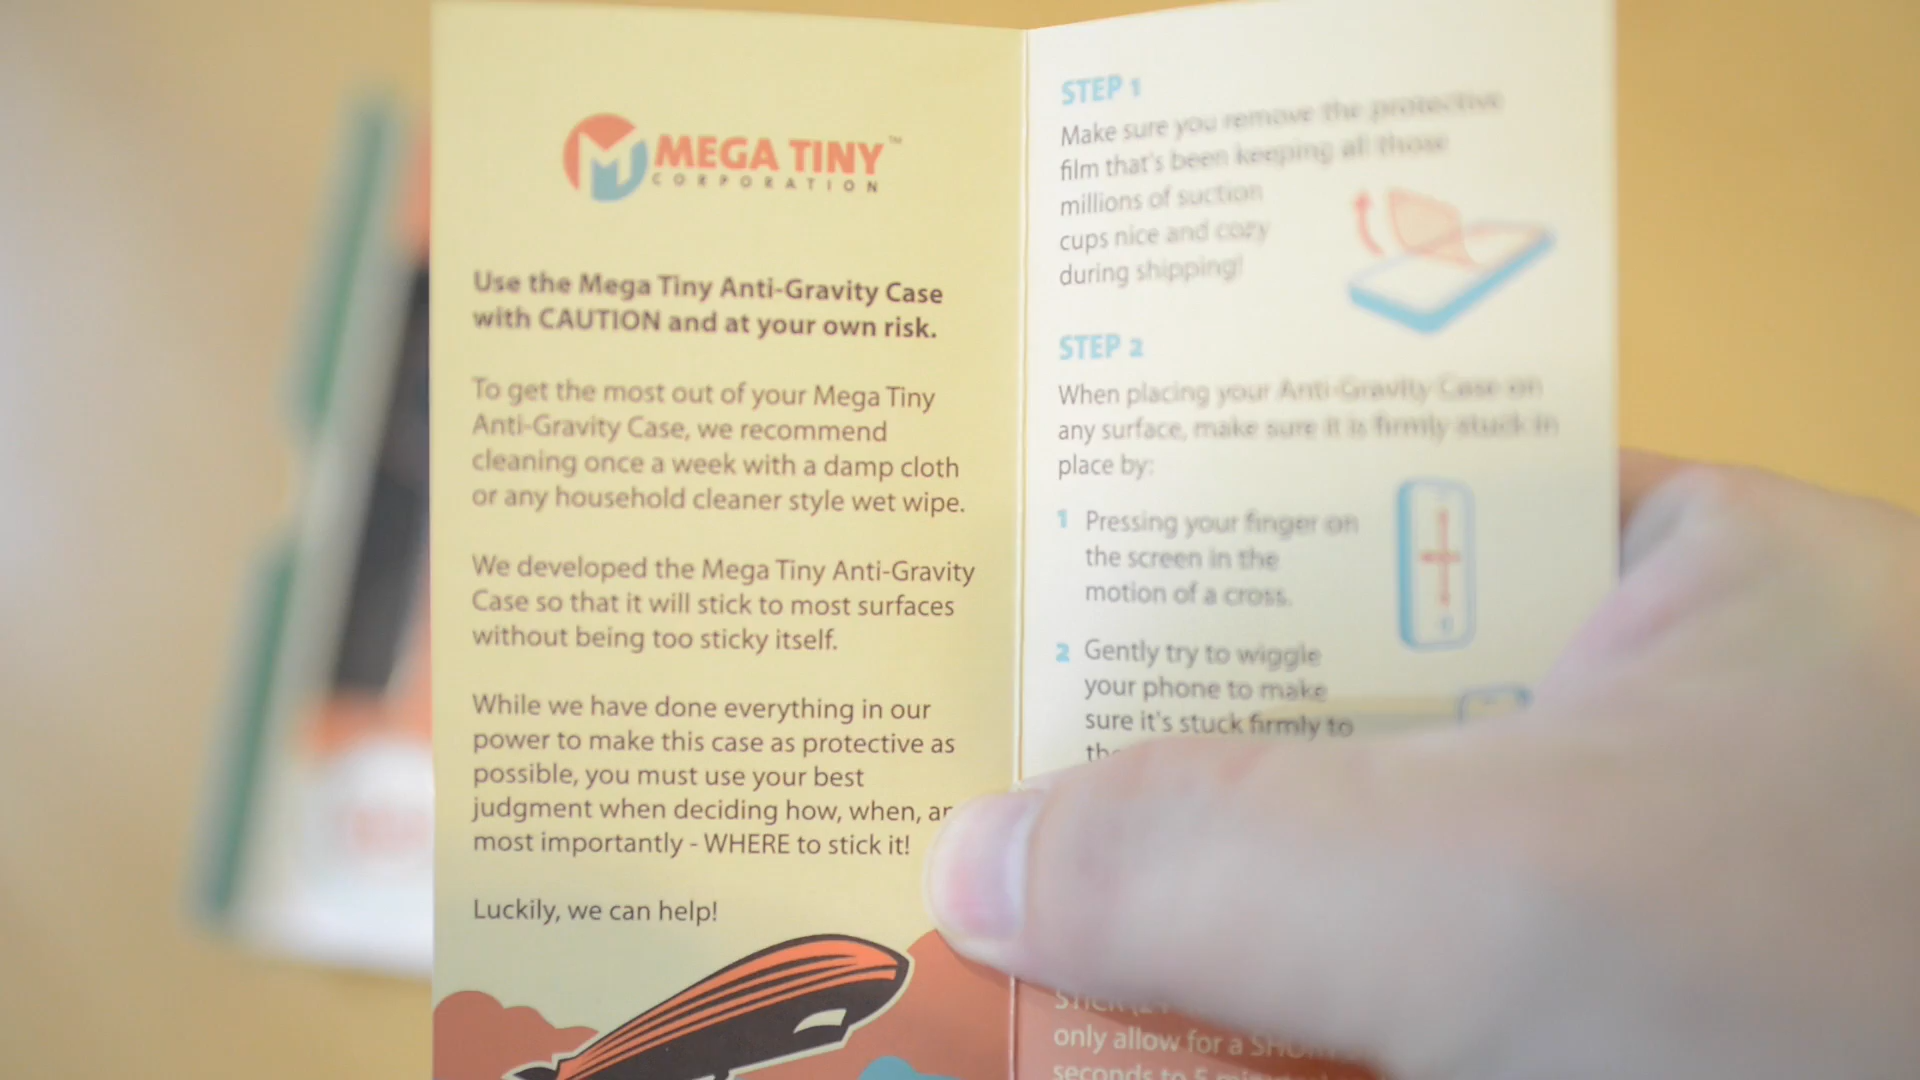 MEGA TINY™
CORPORATION
Use the Mega Tiny Anti-Gravity Case
with CAUTION and at your own risk.
To get the most out of your Mega Tiny
Anti-Gravity Case, we recommend
cleaning once a week with a damp cloth
or any household cleaner style wet wipe.
We developed the Mega Tiny Anti-Gravity
Case so that it will stick to most surfaces
without being too sticky itself.
While we have done everything in our
power to make this case as protective as
possible, you must use your best
judgment when deciding how, when,
most importantly - WHERE to stick it!
Luckily, we can help!
STEP 1
Make sure you remove the protective
film that's been keeping all those
millions of suction
cups nice and cozy
during shipping!
STEP 2
When placing your Anti-Gravity Case on
any surface, make sure it is firmly stuck in
place by:
1 Pressing your finger on
the screen in the
motion of a cross.
2 Gently try to wiggle
your phone to make
sure it's stuck firmly to
only allow for a
seconds to 5